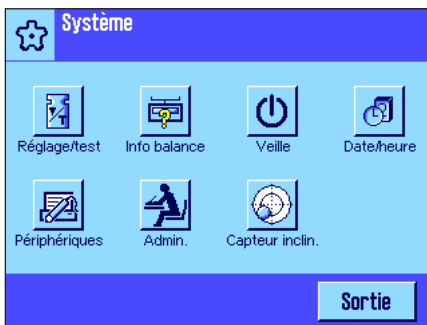 Système
Réglage/test Info balance Veille Date/heure
Périphériques Admin. Capteur inclin.
Sortie